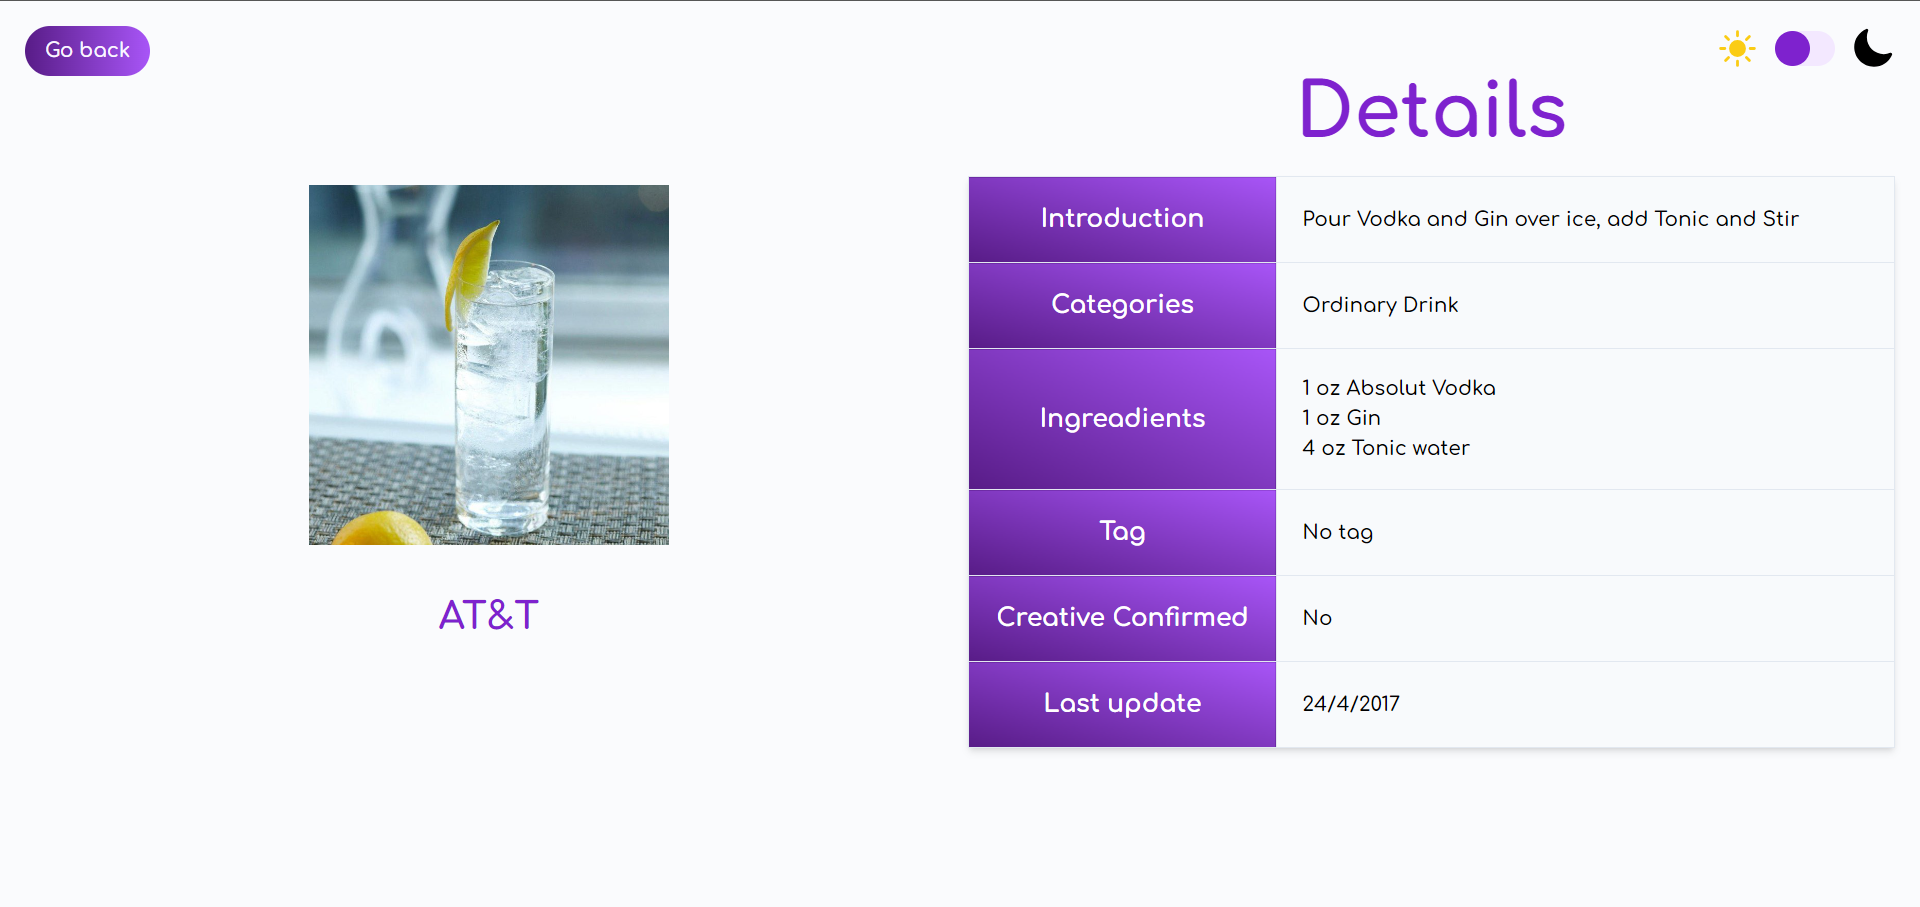 Go back
Details
AT&T
Introduction
Pour Vodka and Gin over ice, add Tonic and Stir
Categories
Ordinary Drink
Ingreadients
1 oz Absolut Vodka
1 oz Gin
4 oz Tonic water
Tag
No tag
Creative Confirmed
No
Last update
24/4/2017